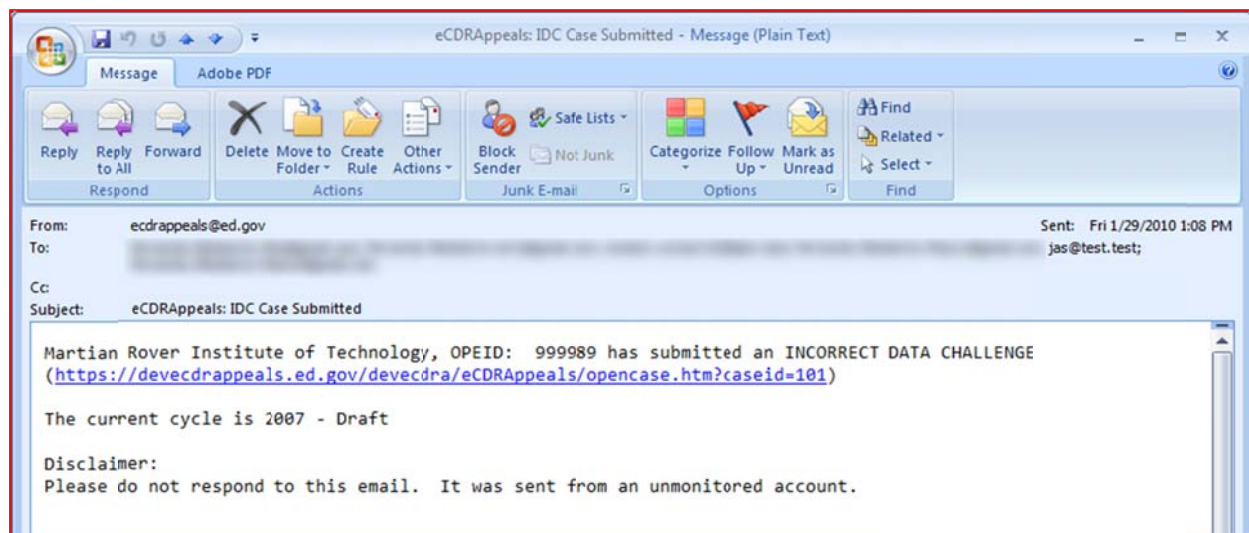 eCDRAppeals: IDC Case Submitted - Message (Plain Text)
Message Adobe PDF
Reply Reply to All Forward
Respond
Delete Move to Folder Create Rule Other Actions
Actions
Block Sender Safe Lists Not Junk
Junk E-mail
Categorize Follow Up Mark as Unread
Options
Find Related Select
Find
From: ecdrappeals@ed.gov Sent: Fri 1/29/2010 1:08 PM
To: jas@test.test;
Cc:
Subject: eCDRAppeals: IDC Case Submitted
Martian Rover Institute of Technology, OPEID: 999989 has submitted an INCORRECT DATA CHALLENGE
(https://devecdrappeals.ed.gov/devecdra/eCDRAppeals/opencase.htm?caseid=101)
The current cycle is 2007 - Draft
Disclaimer:
Please do not respond to this email. It was sent from an unmonitored account.